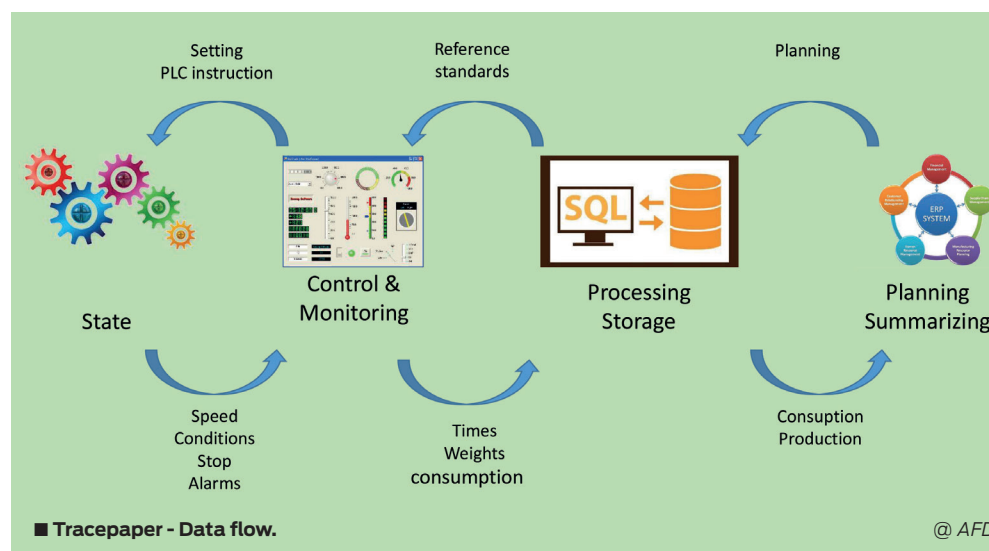 Setting
PLC instruction
Reference
standards
Planning
SQL
ERP
SYSTEM
Control &
Monitoring
Processing
Storage
Planning
Summarizing
State
Speed
Conditions
Stop
Alarms
Times
Weights
consumption
Consuption
Production
■ Tracepaper - Data flow.
@ AFD